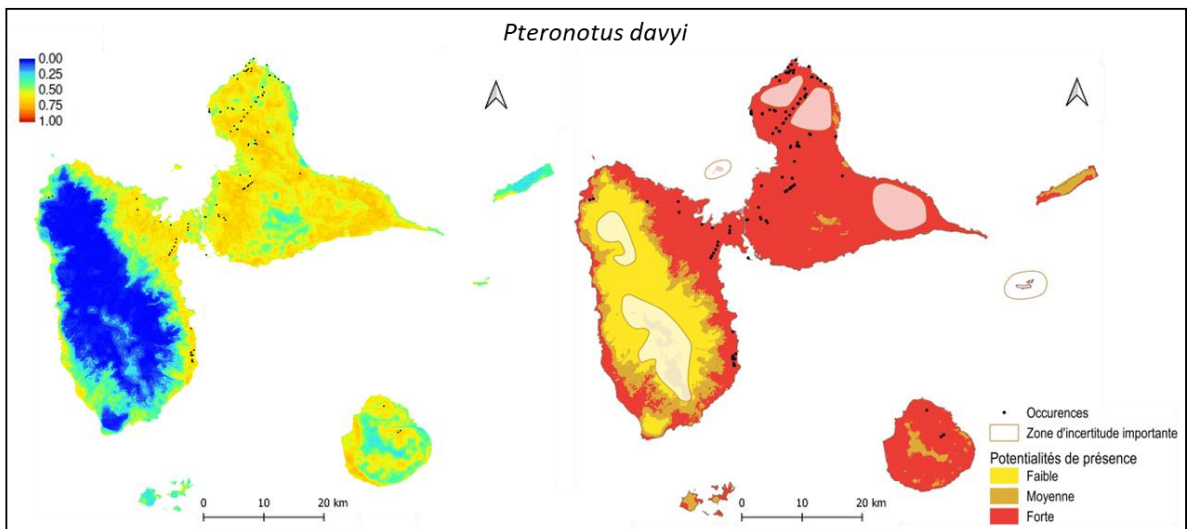 Pteronotus davyi
0.00
0.25
0.50
0.75
1.00
0 10 20 km
Occurences
Zone d'incertitude importante
Potentialités de présence
Faible
Moyenne
Forte
0 10 20 km